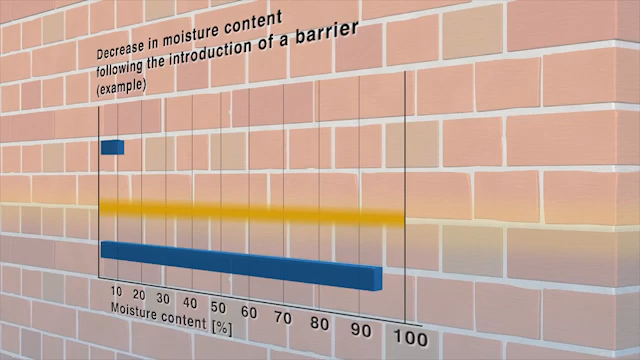 Decrease in moisture content
following the introduction of a barrier
(example)
10 20 30 40 50 60 70 80 90 100
Moisture content [%]